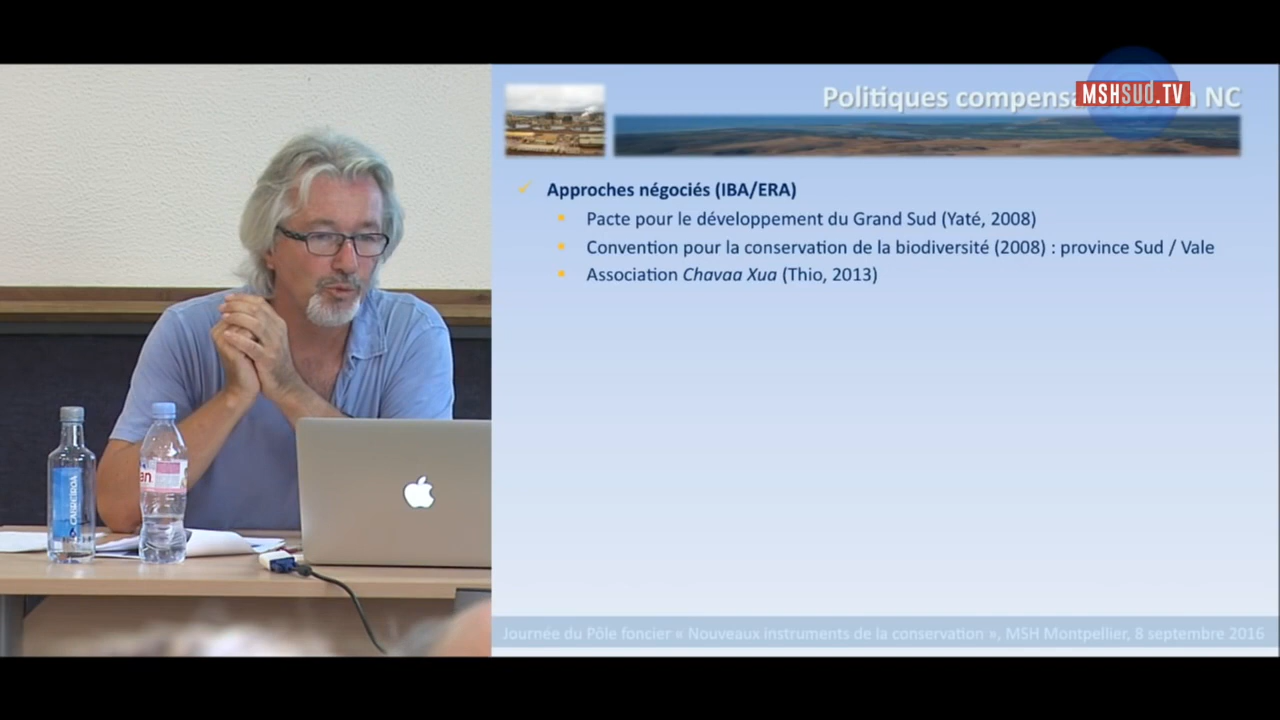 MSHSUD.TV
Politiques NC
Approches négociés (IBA/ERA)
Pacte pour le développement du Grand Sud (Yaté, 2008)
Convention pour la conservation de la biodiversité (2008) : province Sud / Vale
Association Chavaa Xua (Thio, 2013)
CABREIROÁ
an
Journée du Pôle foncier « Nouveaux instruments de la conservation », MSH Montpellier, 8 septembre 2016